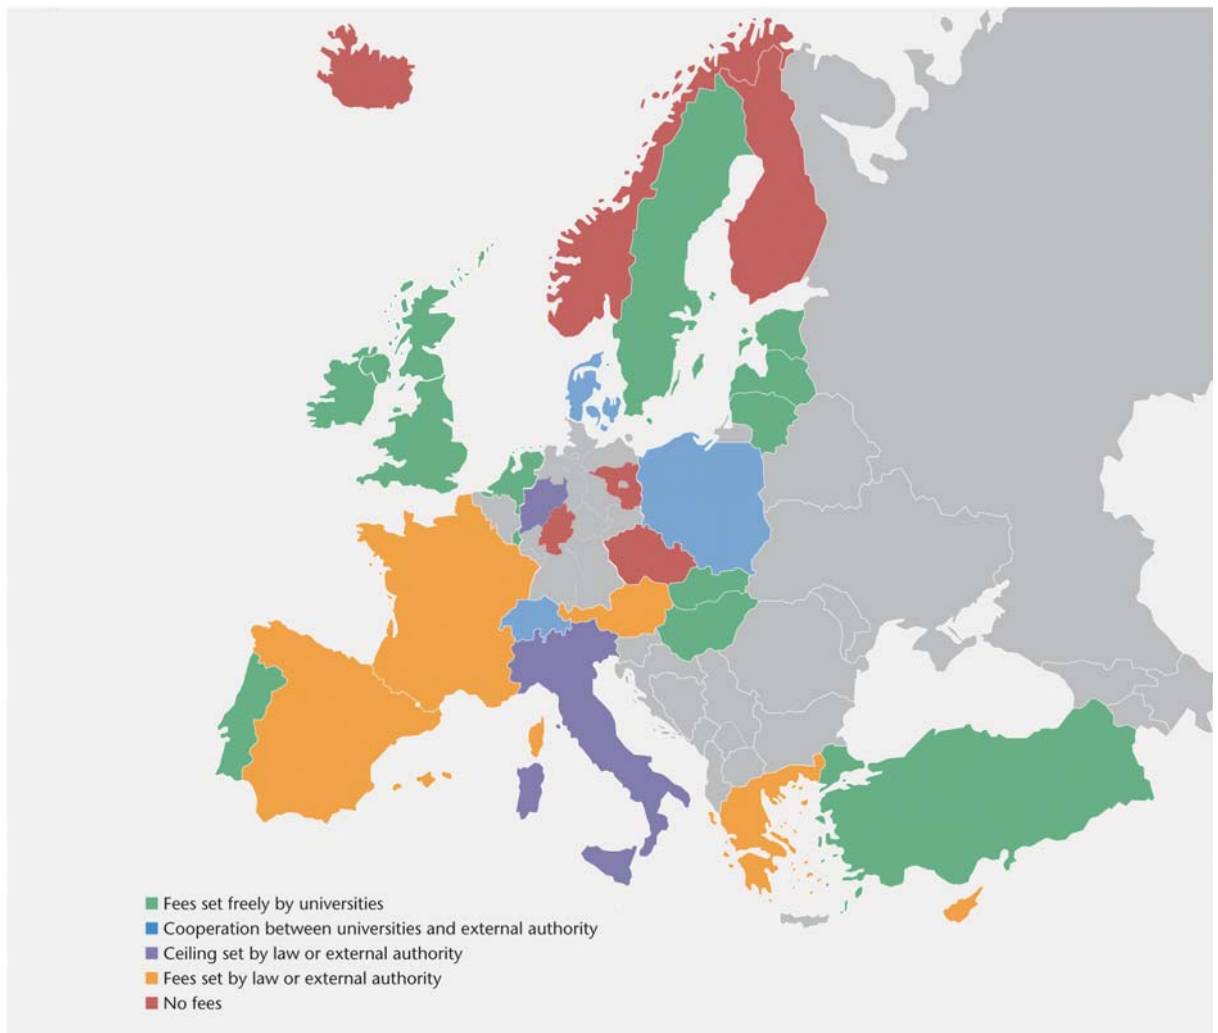 Fees set freely by universities
Cooperation between universities and external authority
Ceiling set by law or external authority
Fees set by law or external authority
No fees